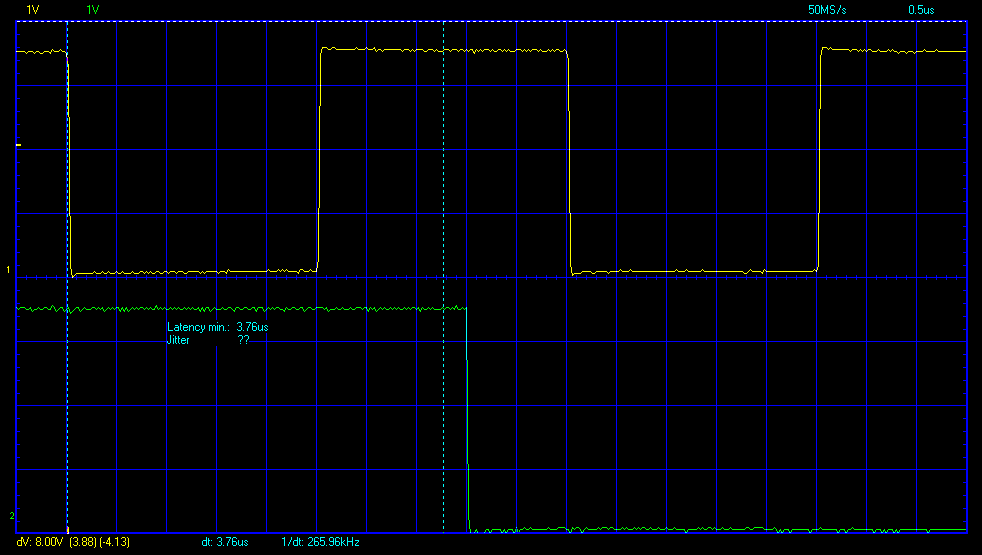 1V 1V 50MS/s 0.5us
1
Latency min.: 3.76us
Jitter ??
2
dV: 8.00V (3.88) (-4.13) dt: 3.76us 1/dt: 265.96kHz